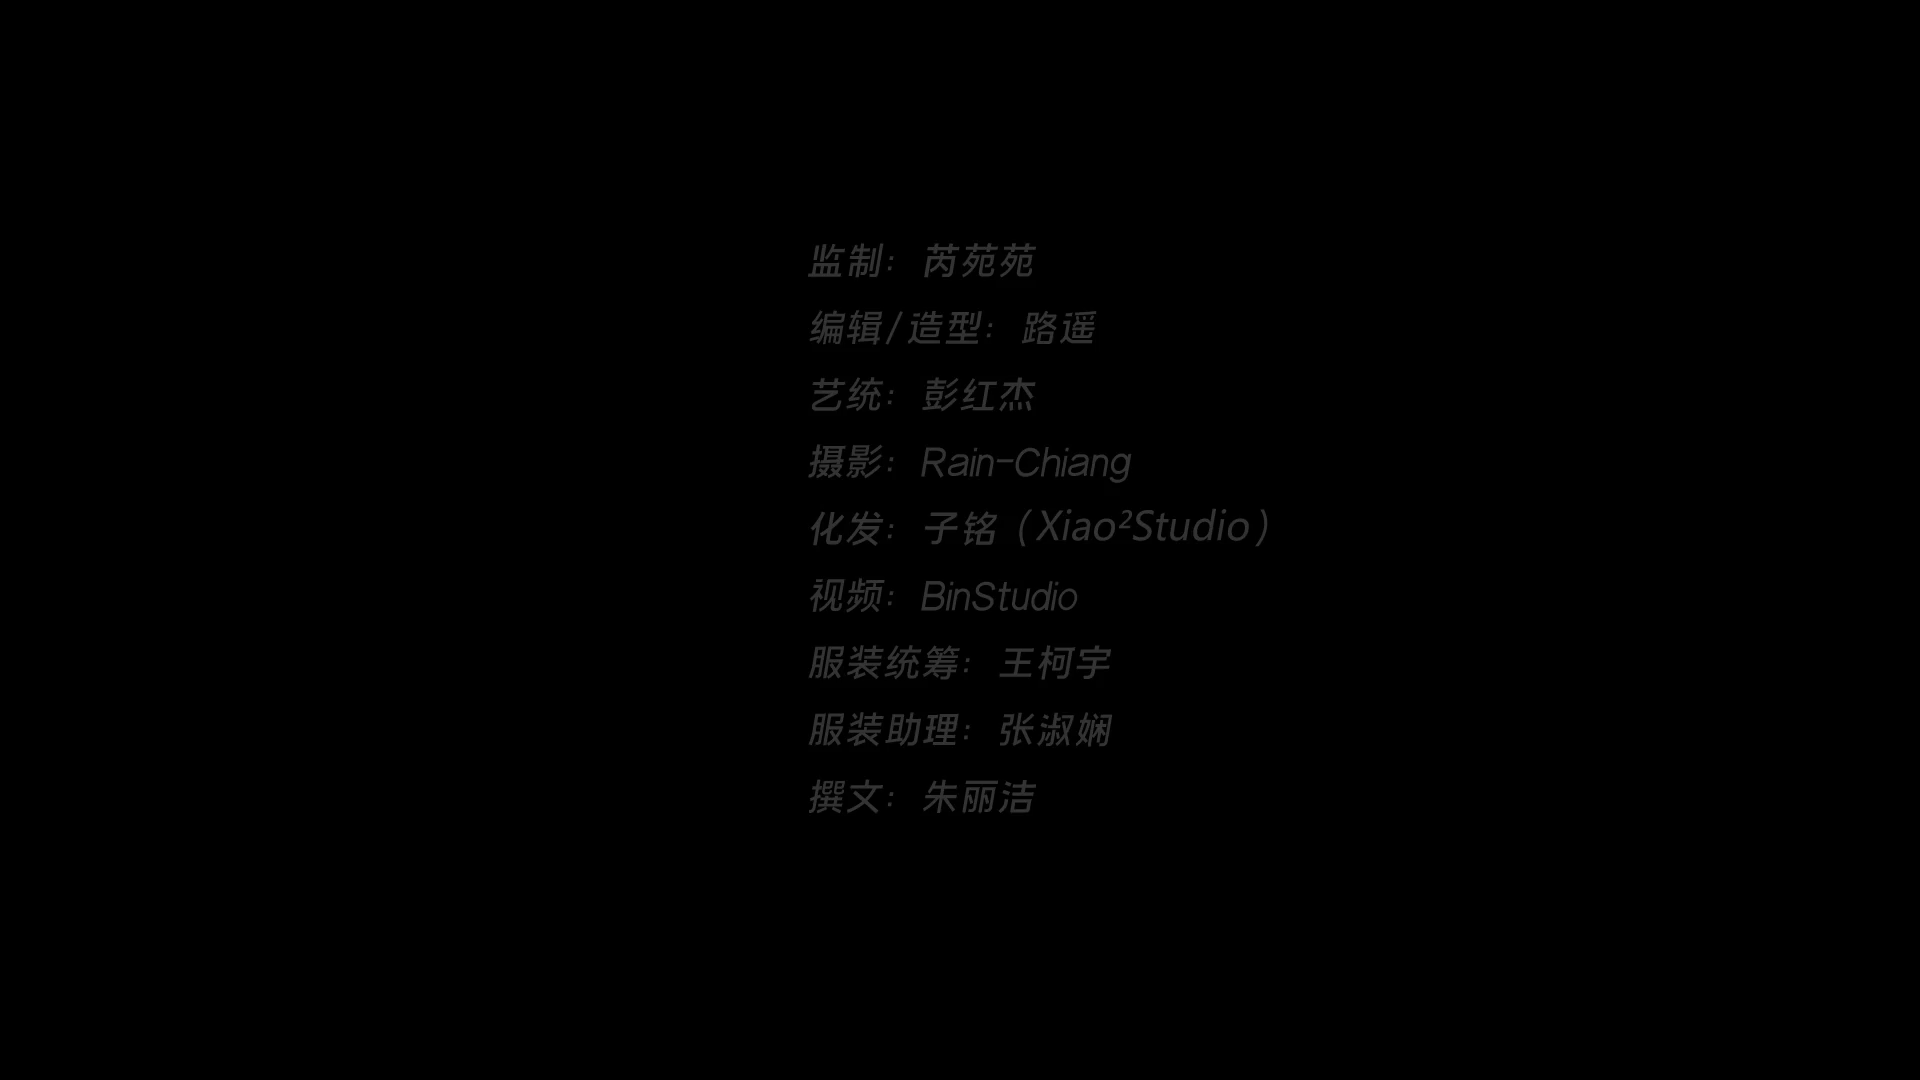 监制：芮苑苑
编辑/造型：路遥
艺统：彭红杰
摄影：Rain-Chiang
化发：子铭（Xiao²Studio）
视频：BinStudio
服装统筹：王柯宇
服装助理：张淑娴
撰文：朱丽洁